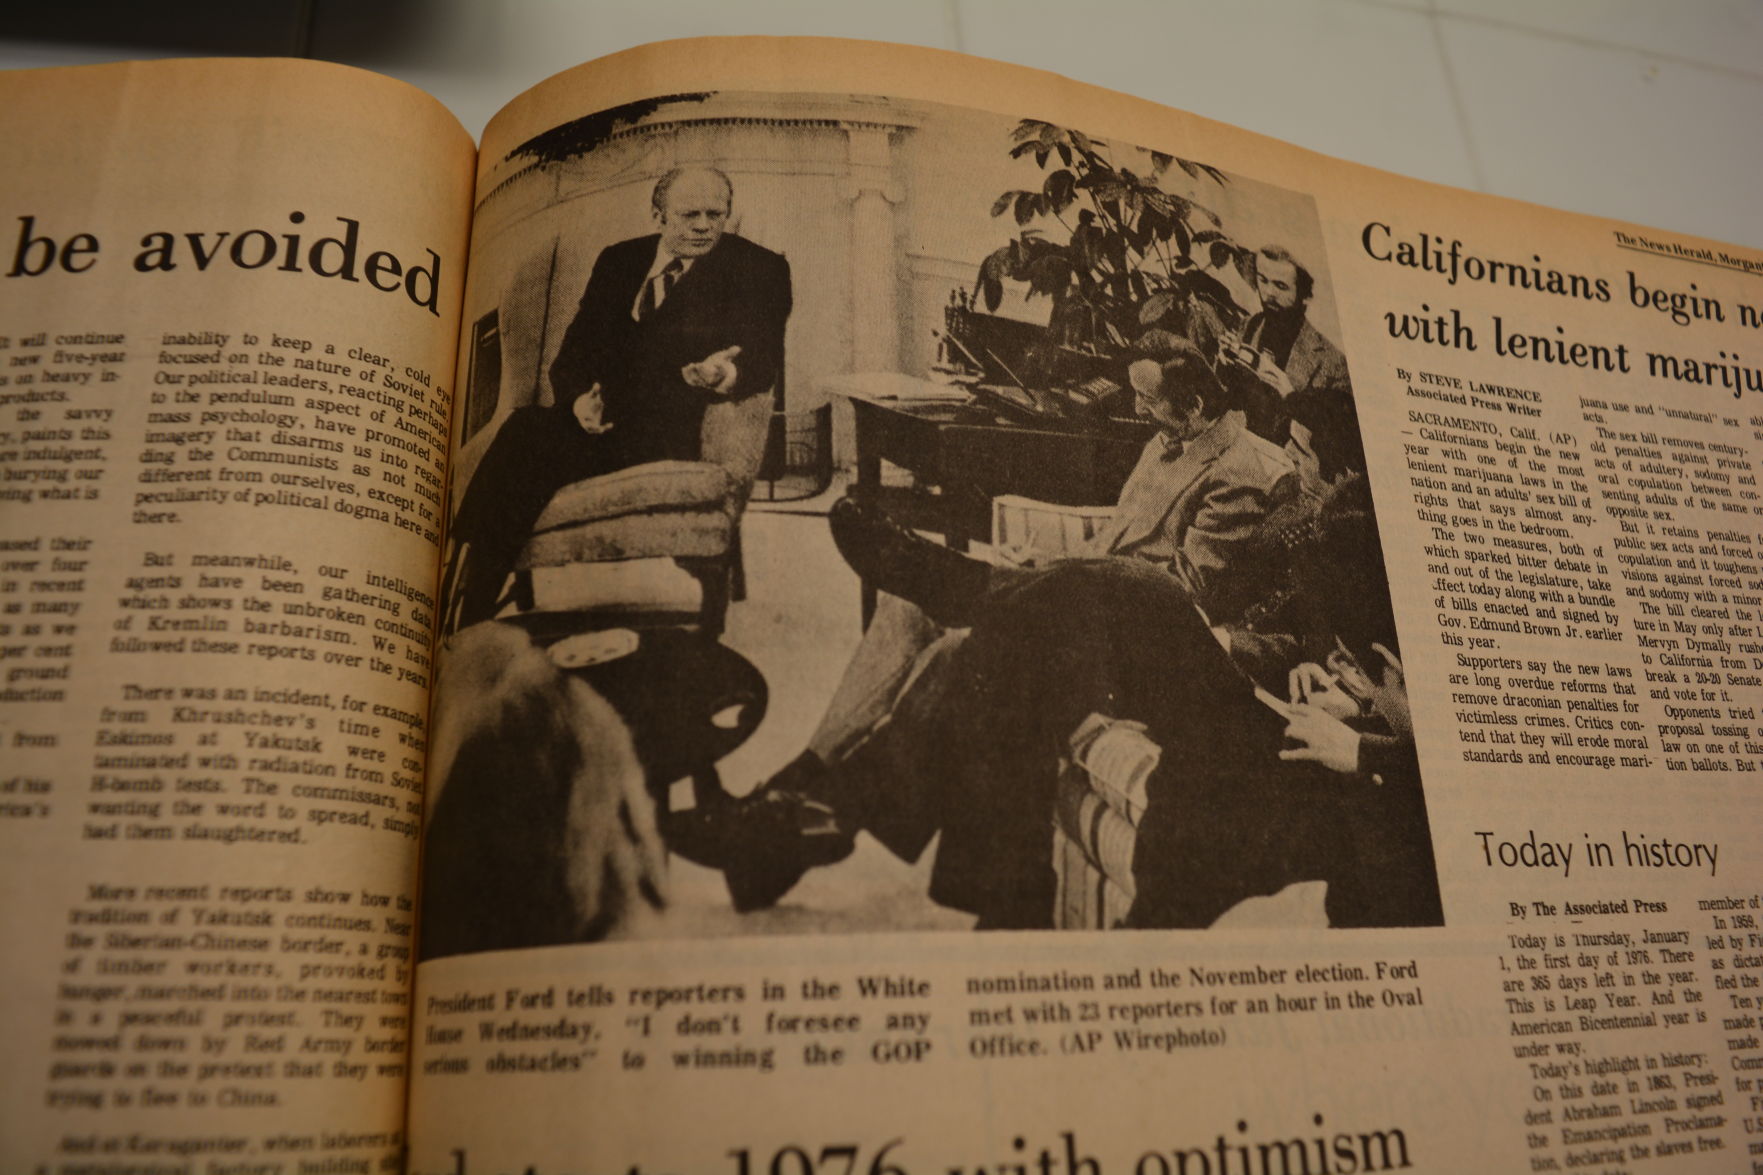 be avoided
it will continue
new five-year
on heavy in-
products.
the savvy
paints this
indulgent,
burying our
what is
ased their
over four
in recent
as many
as we
per cent
ground
duction
from
of his
inability to keep a clear, cold eye
focused on the nature of Soviet rule.
Our political leaders, reacting perhaps
to the pendulum aspect of American
mass psychology, have promoted an
imagery that disarms us into regar-
ding the Communists as not much
different from ourselves, except for a
peculiarity of political dogma here and
there.
But meanwhile, our intelligence
agents have been gathering data
which shows the unbroken continuity
of Kremlin barbarism. We have
followed these reports over the years.
There was an incident, for example,
from Khrushchev's time when
Eskimos at Yakutsk were con-
taminated with radiation from Soviet
H-bomb tests. The commissars, not
wanting the word to spread, simply
had them slaughtered.
More recent reports show how the
tradition of Yakutsk continues. Near
the Siberian-Chinese border, a group
of timber workers, provoked by
hunger, marched into the nearest town
in a peaceful protest. They were
mowed down by Red Army border
guards on the pretext that they were
trying to flee to China.
And at Karaganda, when laborers
building
President Ford tells reporters in the White
House Wednesday, "I don't foresee any
serious obstacles" to winning the GOP
nomination and the November election. Ford
met with 23 reporters for an hour in the Oval
Office. (AP Wirephoto)
1976 with optimism
The News Herald, Morgan
Californians begin
with lenient mariju
By STEVE LAWRENCE
Associated Press Writer
SACRAMENTO, Calif. (AP)
— Californians begin the new
year with one of the most
lenient marijuana laws in the
nation and an adults' sex bill of
rights that says almost any-
thing goes in the bedroom.
The two measures, both of
which sparked bitter debate in
and out of the legislature, take
effect today along with a bundle
of bills enacted and signed by
Gov. Edmund Brown Jr. earlier
this year.
Supporters say the new laws
are long overdue reforms that
remove draconian penalties for
victimless crimes. Critics con-
tend that they will erode moral
standards and encourage mari-
juana use and "unnatural" sex
acts.
The sex bill removes century-
old penalties against private
acts of adultery, sodomy and
oral copulation between con-
senting adults of the same or
opposite sex.
But it retains penalties
public sex acts and forced
copulation and it toughens
visions against forced
and sodomy with a minor
The bill cleared the
ture in May only after
Mervyn Dymally
to California from
break a 20-20 Senate
and vote for it.
Opponents tried
proposal tossing
law on one of this
tion ballots. But
Today in history
By The Associated Press
Today is Thursday, January
1, the first day of 1976. There
are 365 days left in the year.
This is Leap Year. And the
American Bicentennial year is
under way.
Today's highlight in history:
On this date in 1863, Presi-
dent Abraham Lincoln signed
the Emancipation Proclama-
tion, declaring the slaves free.
member of
In 1959,
led by
as
fled the
Ten
made
made
for
U.S